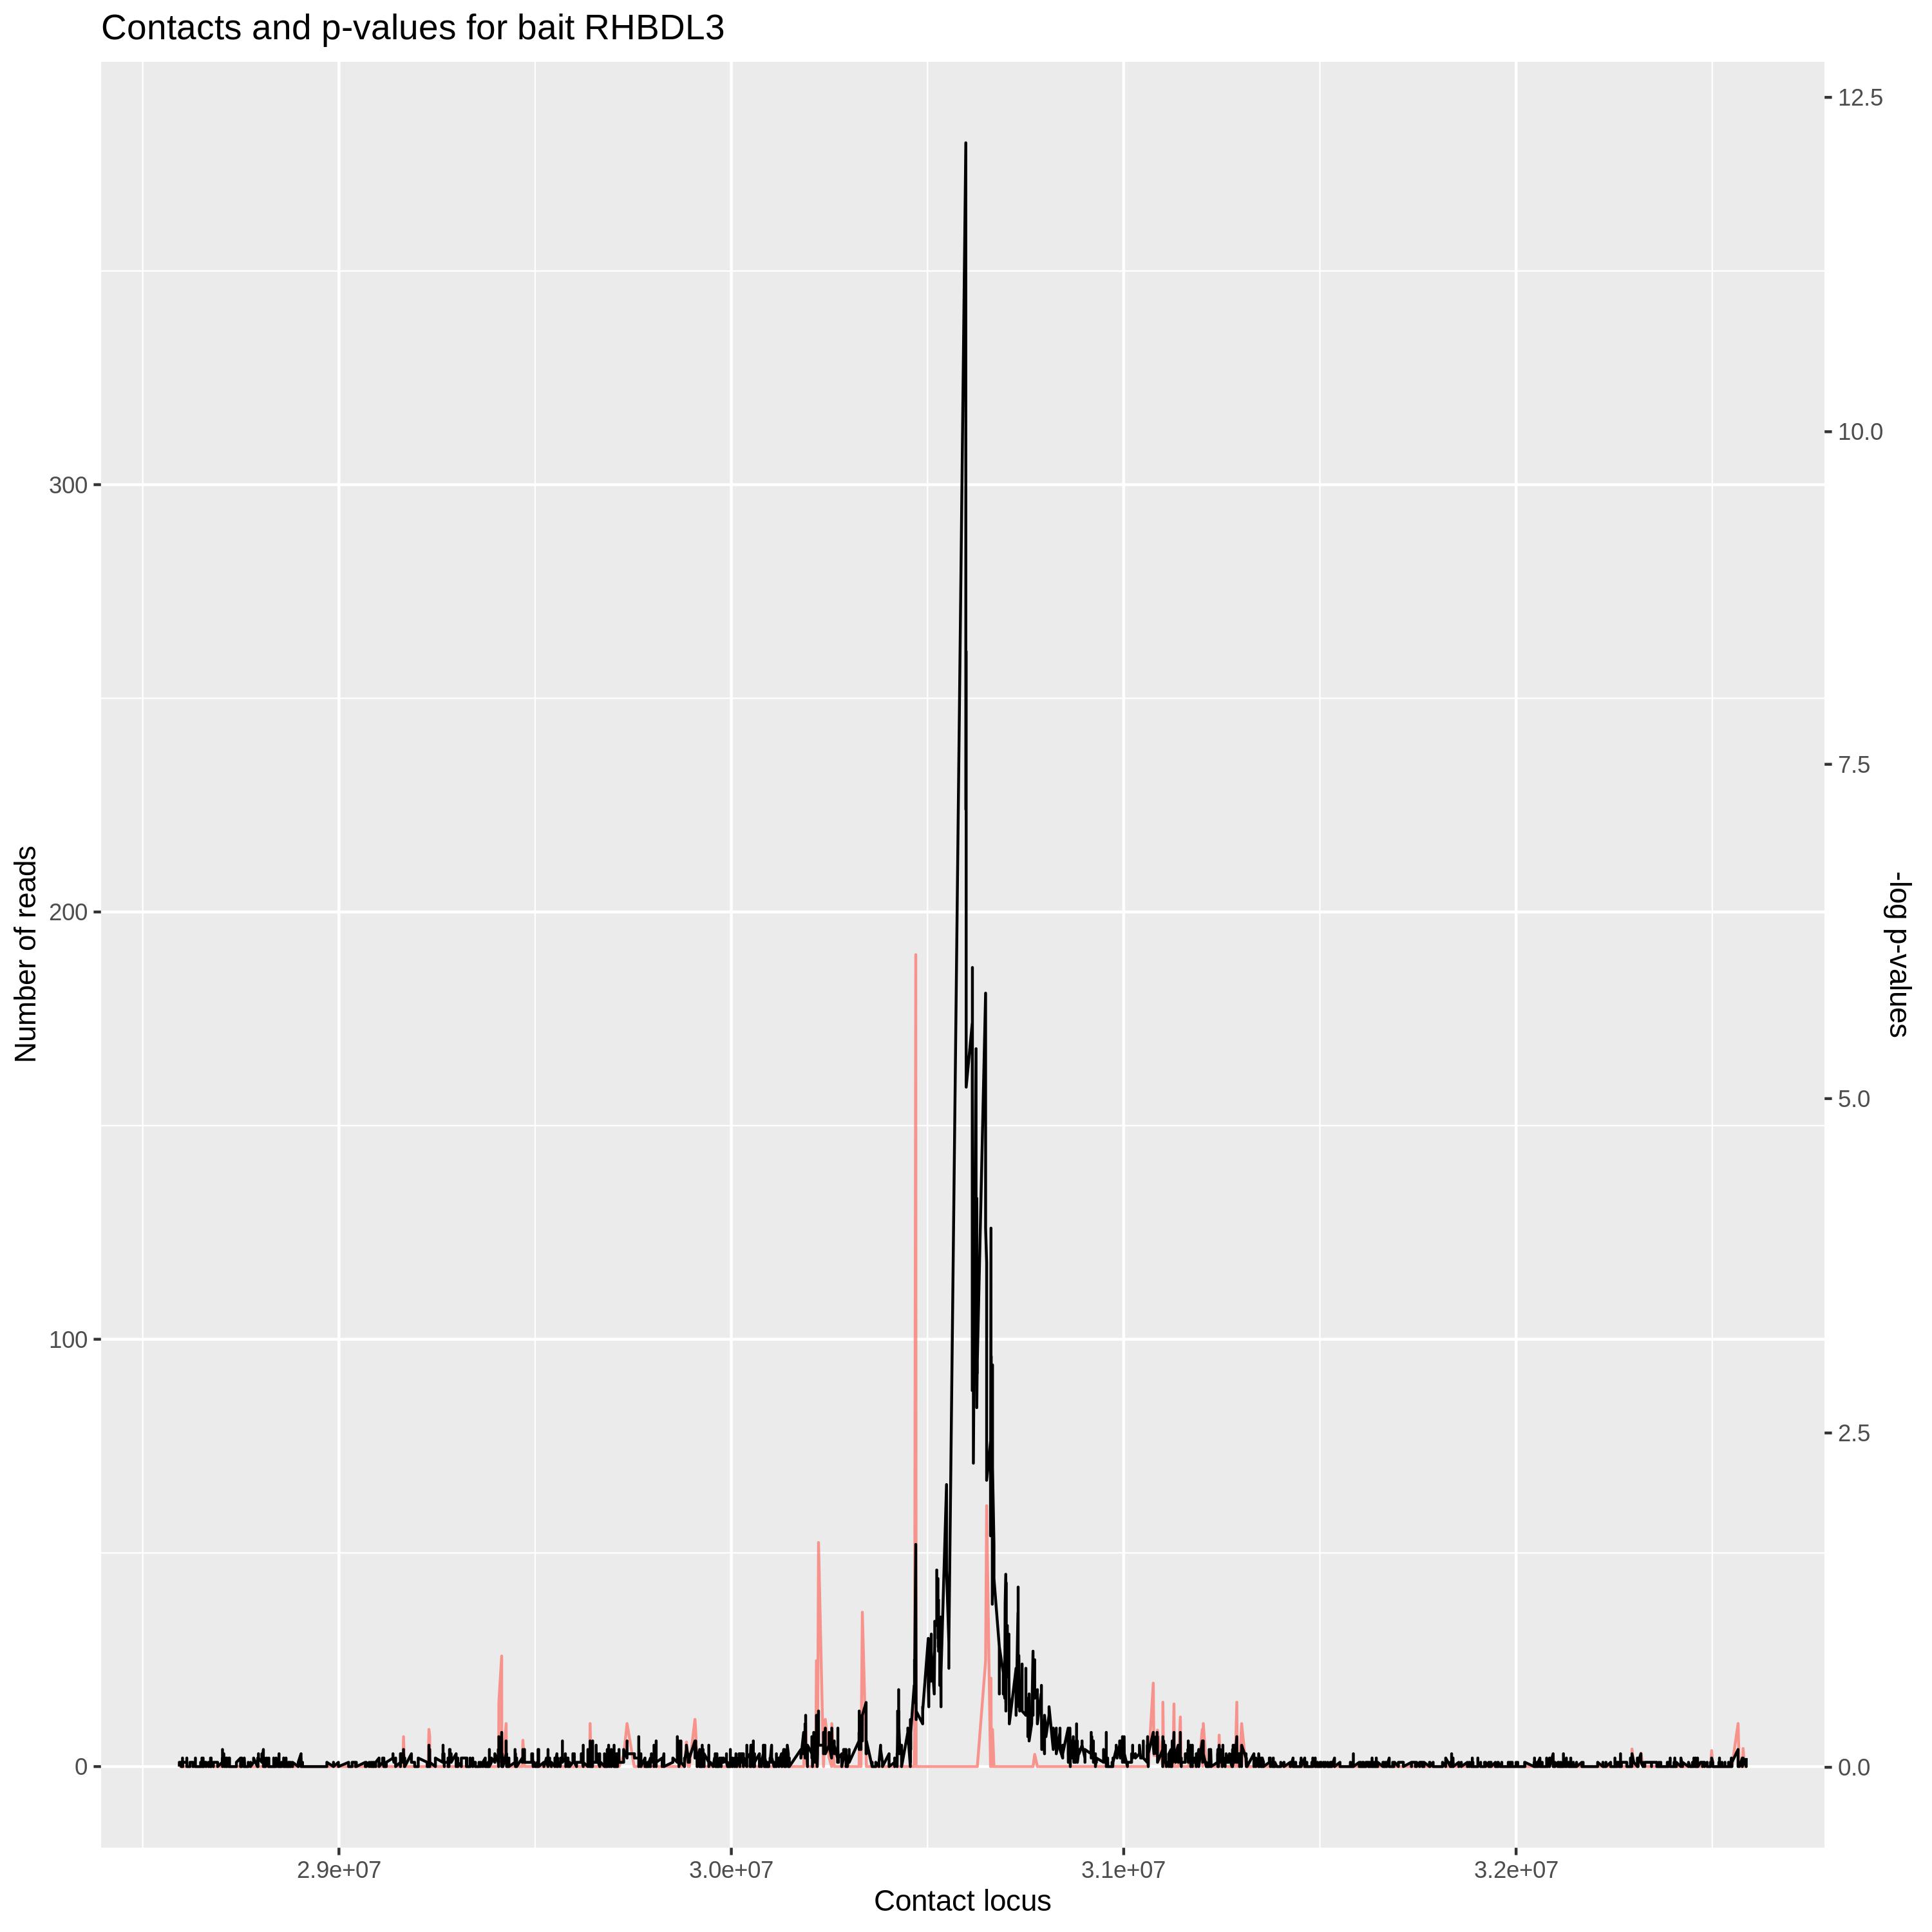 Contacts and p-values for bait RHBDL3
Number of reads
300
200
100
0
12.5
10.0
7.5
5.0
2.5
0.0
-log p-values
2.9e+07
3.0e+07
3.1e+07
3.2e+07
Contact locus